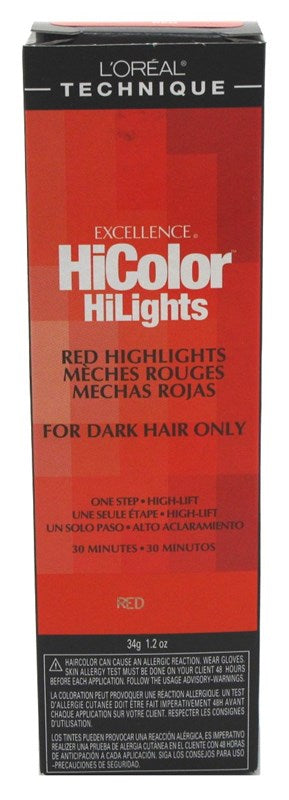 L'ORÉAL®
TECHNIQUE
EXCELLENCE®
HiColor™
HiLights
RED HIGHLIGHTS
MÈCHES ROUGES
MECHAS ROJAS
FOR DARK HAIR ONLY
ONE STEP • HIGH-LIFT
UNE SEULE ÉTAPE • HIGH-LIFT
UN SOLO PASO • ALTO ACLARAMIENTO
30 MINUTES • 30 MINUTOS
RED
34g 1.2 oz
HAIRCOLOR CAN CAUSE AN ALLERGIC REACTION. WEAR GLOVES.
SKIN ALLERGY TEST MUST BE DONE ON YOUR CLIENT 48 HOURS
BEFORE EACH APPLICATION. FOLLOW THE USAGE ADVISORY-WARNINGS.
LA COLORATION PEUT PROVOQUER UNE RÉACTION ALLERGIQUE. UN TEST
D'ALLERGIE CUTANÉE DOIT ÊTRE FAIT IMPÉRATIVEMENT 48H AVANT
CHAQUE APPLICATION SUR VOTRE CLIENT. RESPECTER LES CONSIGNES
D'UTILISATION.
LOS TINTES PUEDEN PROVOCAR UNA REACCIÓN ALÉRGICA, ES IMPERATIVO
REALIZAR UNA PRUEBA DE ALERGIA CUTANEA EN EL CLIENTE CON 48 HORAS
DE ANTICIPACIÓN A CADA APLICACIÓN. SIGA LOS CONSEJOS PARA USO
-PRECAUCIONES DE SEGURIDAD.